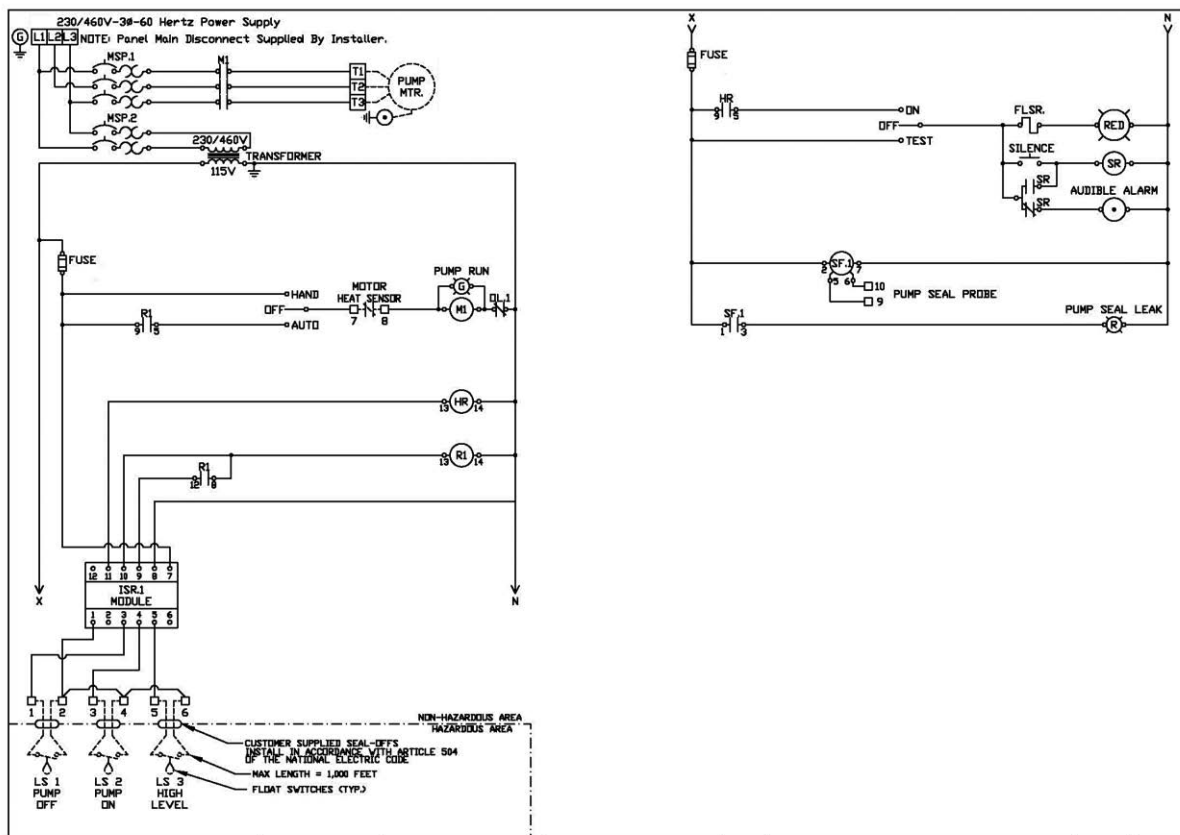 230/460V-3Ø-60 Hertz Power Supply
G L1 L2 L3 NOTE: Panel Main Disconnect Supplied By Installer.
MSP.1
M1
T1
T2
T3
PUMP
MTR.
MSP.2
230/460V
TRANSFORMER
115V
FUSE
HAND
OFF
AUTO
MOTOR
HEAT SENSOR
7 8
PUMP RUN
G
M1
OL.1
R1
9 5
HR
13 14
R1
13 14
R1
12 8
X
N
12 11 10 9 8 7
ISR.1
MODULE
1 2 3 4 5 6
1 2 3 4 5 6
NON-HAZARDOUS AREA
HAZARDOUS AREA
CUSTOMER SUPPLIED SEAL-OFFS
INSTALL IN ACCORDANCE WITH ARTICLE 504
OF THE NATIONAL ELECTRIC CODE
MAX LENGTH = 1,000 FEET
FLOAT SWITCHES (TYP.)
LS 1
PUMP
OFF
LS 2
PUMP
ON
LS 3
HIGH
LEVEL
X
N
FUSE
HR
9 5
ON
OFF
TEST
FLSR.
RED
SILENCE
SR
SR
SR
AUDIBLE ALARM
SF.1
2 7
5 6
10
9
PUMP SEAL PROBE
SF.1
1 3
PUMP SEAL LEAK
R